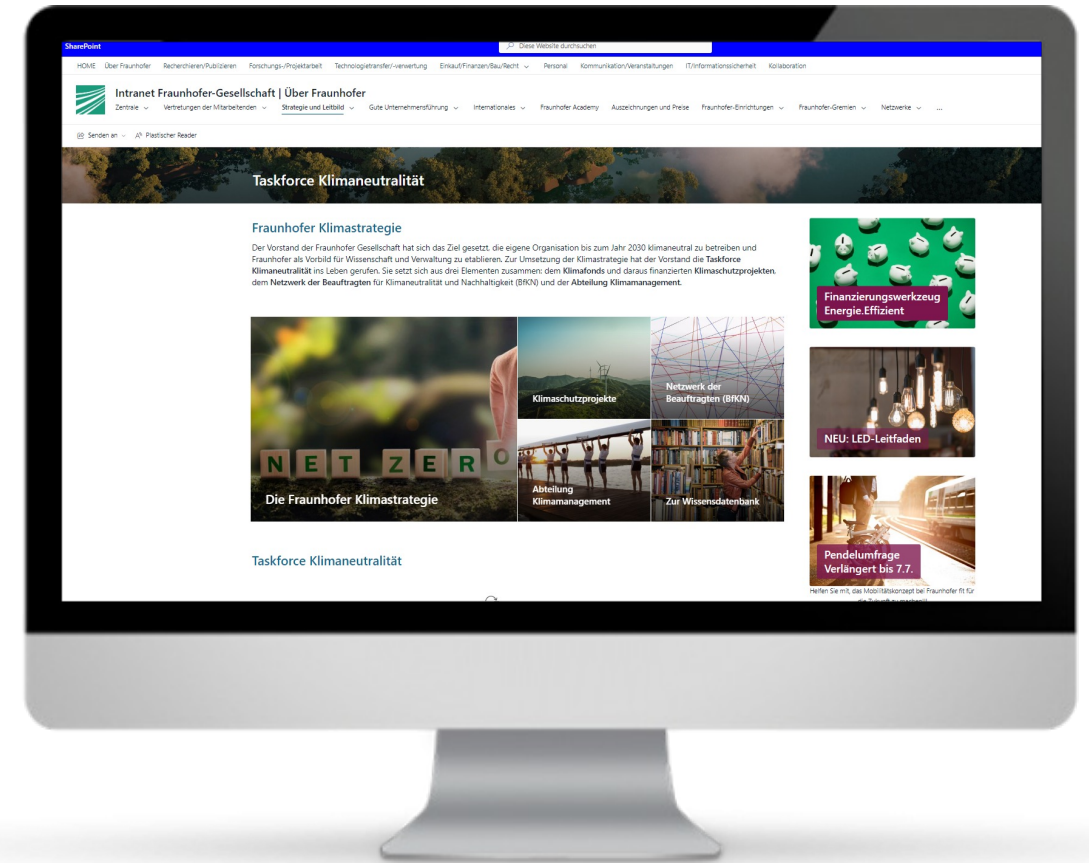 SharePoint
Diese Website durchsuchen
HOME Über Fraunhofer Recherchieren/Publizieren Forschungs-/Projektarbeit Technologietransfer/-verwertung Einkauf/Finanzen/Bau/Recht Personal Kommunikation/Veranstaltungen IT/Informationssicherheit Kollaboration
Intranet Fraunhofer-Gesellschaft | Über Fraunhofer
Zentrale Vertretungen der Mitarbeitenden Strategie und Leitbild Gute Unternehmensführung Internationales Fraunhofer Academy Auszeichnungen und Preise Fraunhofer-Einrichtungen Fraunhofer-Gremien Netzwerke ...
Senden an Plastischer Reader
Taskforce Klimaneutralität
Fraunhofer Klimastrategie
Der Vorstand der Fraunhofer Gesellschaft hat sich das Ziel gesetzt, die eigene Organisation bis zum Jahr 2030 klimaneutral zu betreiben und
Fraunhofer als Vorbild für Wissenschaft und Verwaltung zu etablieren. Zur Umsetzung der Klimastrategie hat der Vorstand die Taskforce
Klimaneutralität ins Leben gerufen. Sie setzt sich aus drei Elementen zusammen: dem Klimafonds und daraus finanzierten Klimaschutzprojekten,
dem Netzwerk der Beauftragten für Klimaneutralität und Nachhaltigkeit (BfKN) und der Abteilung Klimamanagement.
NET ZERO
Die Fraunhofer Klimastrategie
Klimaschutzprojekte
Netzwerk der
Beauftragten (BfKN)
Abteilung
Klimamanagement
Zur Wissensdatenbank
Taskforce Klimaneutralität
Finanzierungswerkzeug
Energie.Effizient
NEU: LED-Leitfaden
Pendelumfrage
Verlängert bis 7.7.
Helfen Sie mit, das Mobilitätskonzept bei Fraunhofer fit für